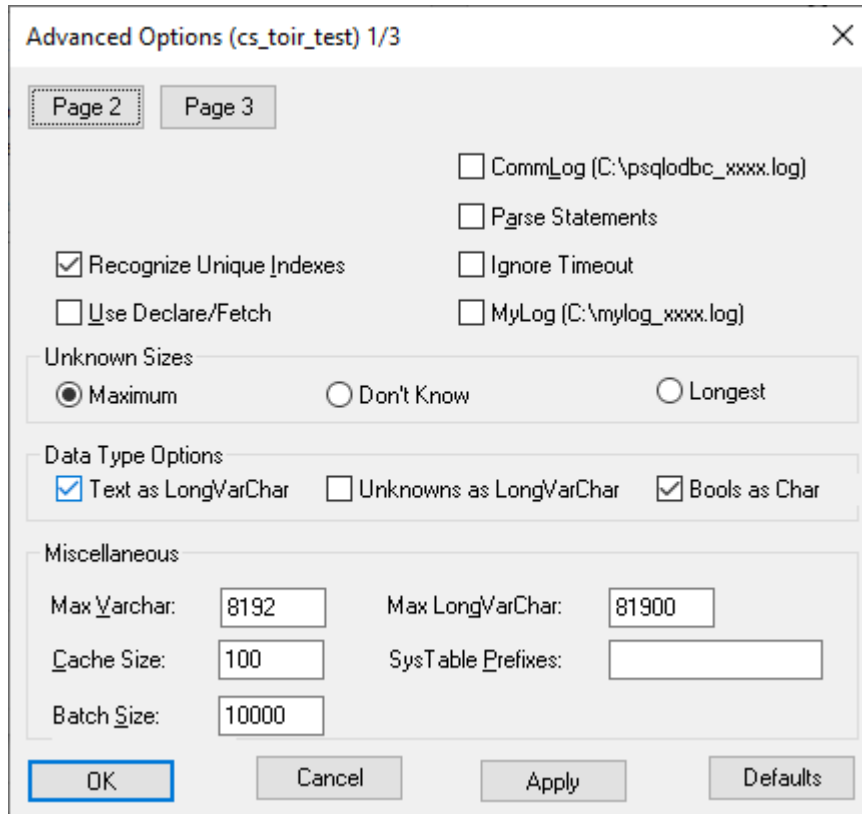 Advanced Options (cs_toir_test) 1/3
Page 2 Page 3
CommLog (C:\psqlodbc_xxxx.log)
Parse Statements
Recognize Unique Indexes Ignore Timeout
Use Declare/Fetch MyLog (C:\mylog_xxxx.log)
Unknown Sizes
Maximum Don't Know Longest
Data Type Options
Text as LongVarChar Unknowns as LongVarChar Bools as Char
Miscellaneous
Max Varchar: 8192 Max LongVarChar: 81900
Cache Size: 100 SysTable Prefixes:
Batch Size: 10000
OK Cancel Apply Defaults